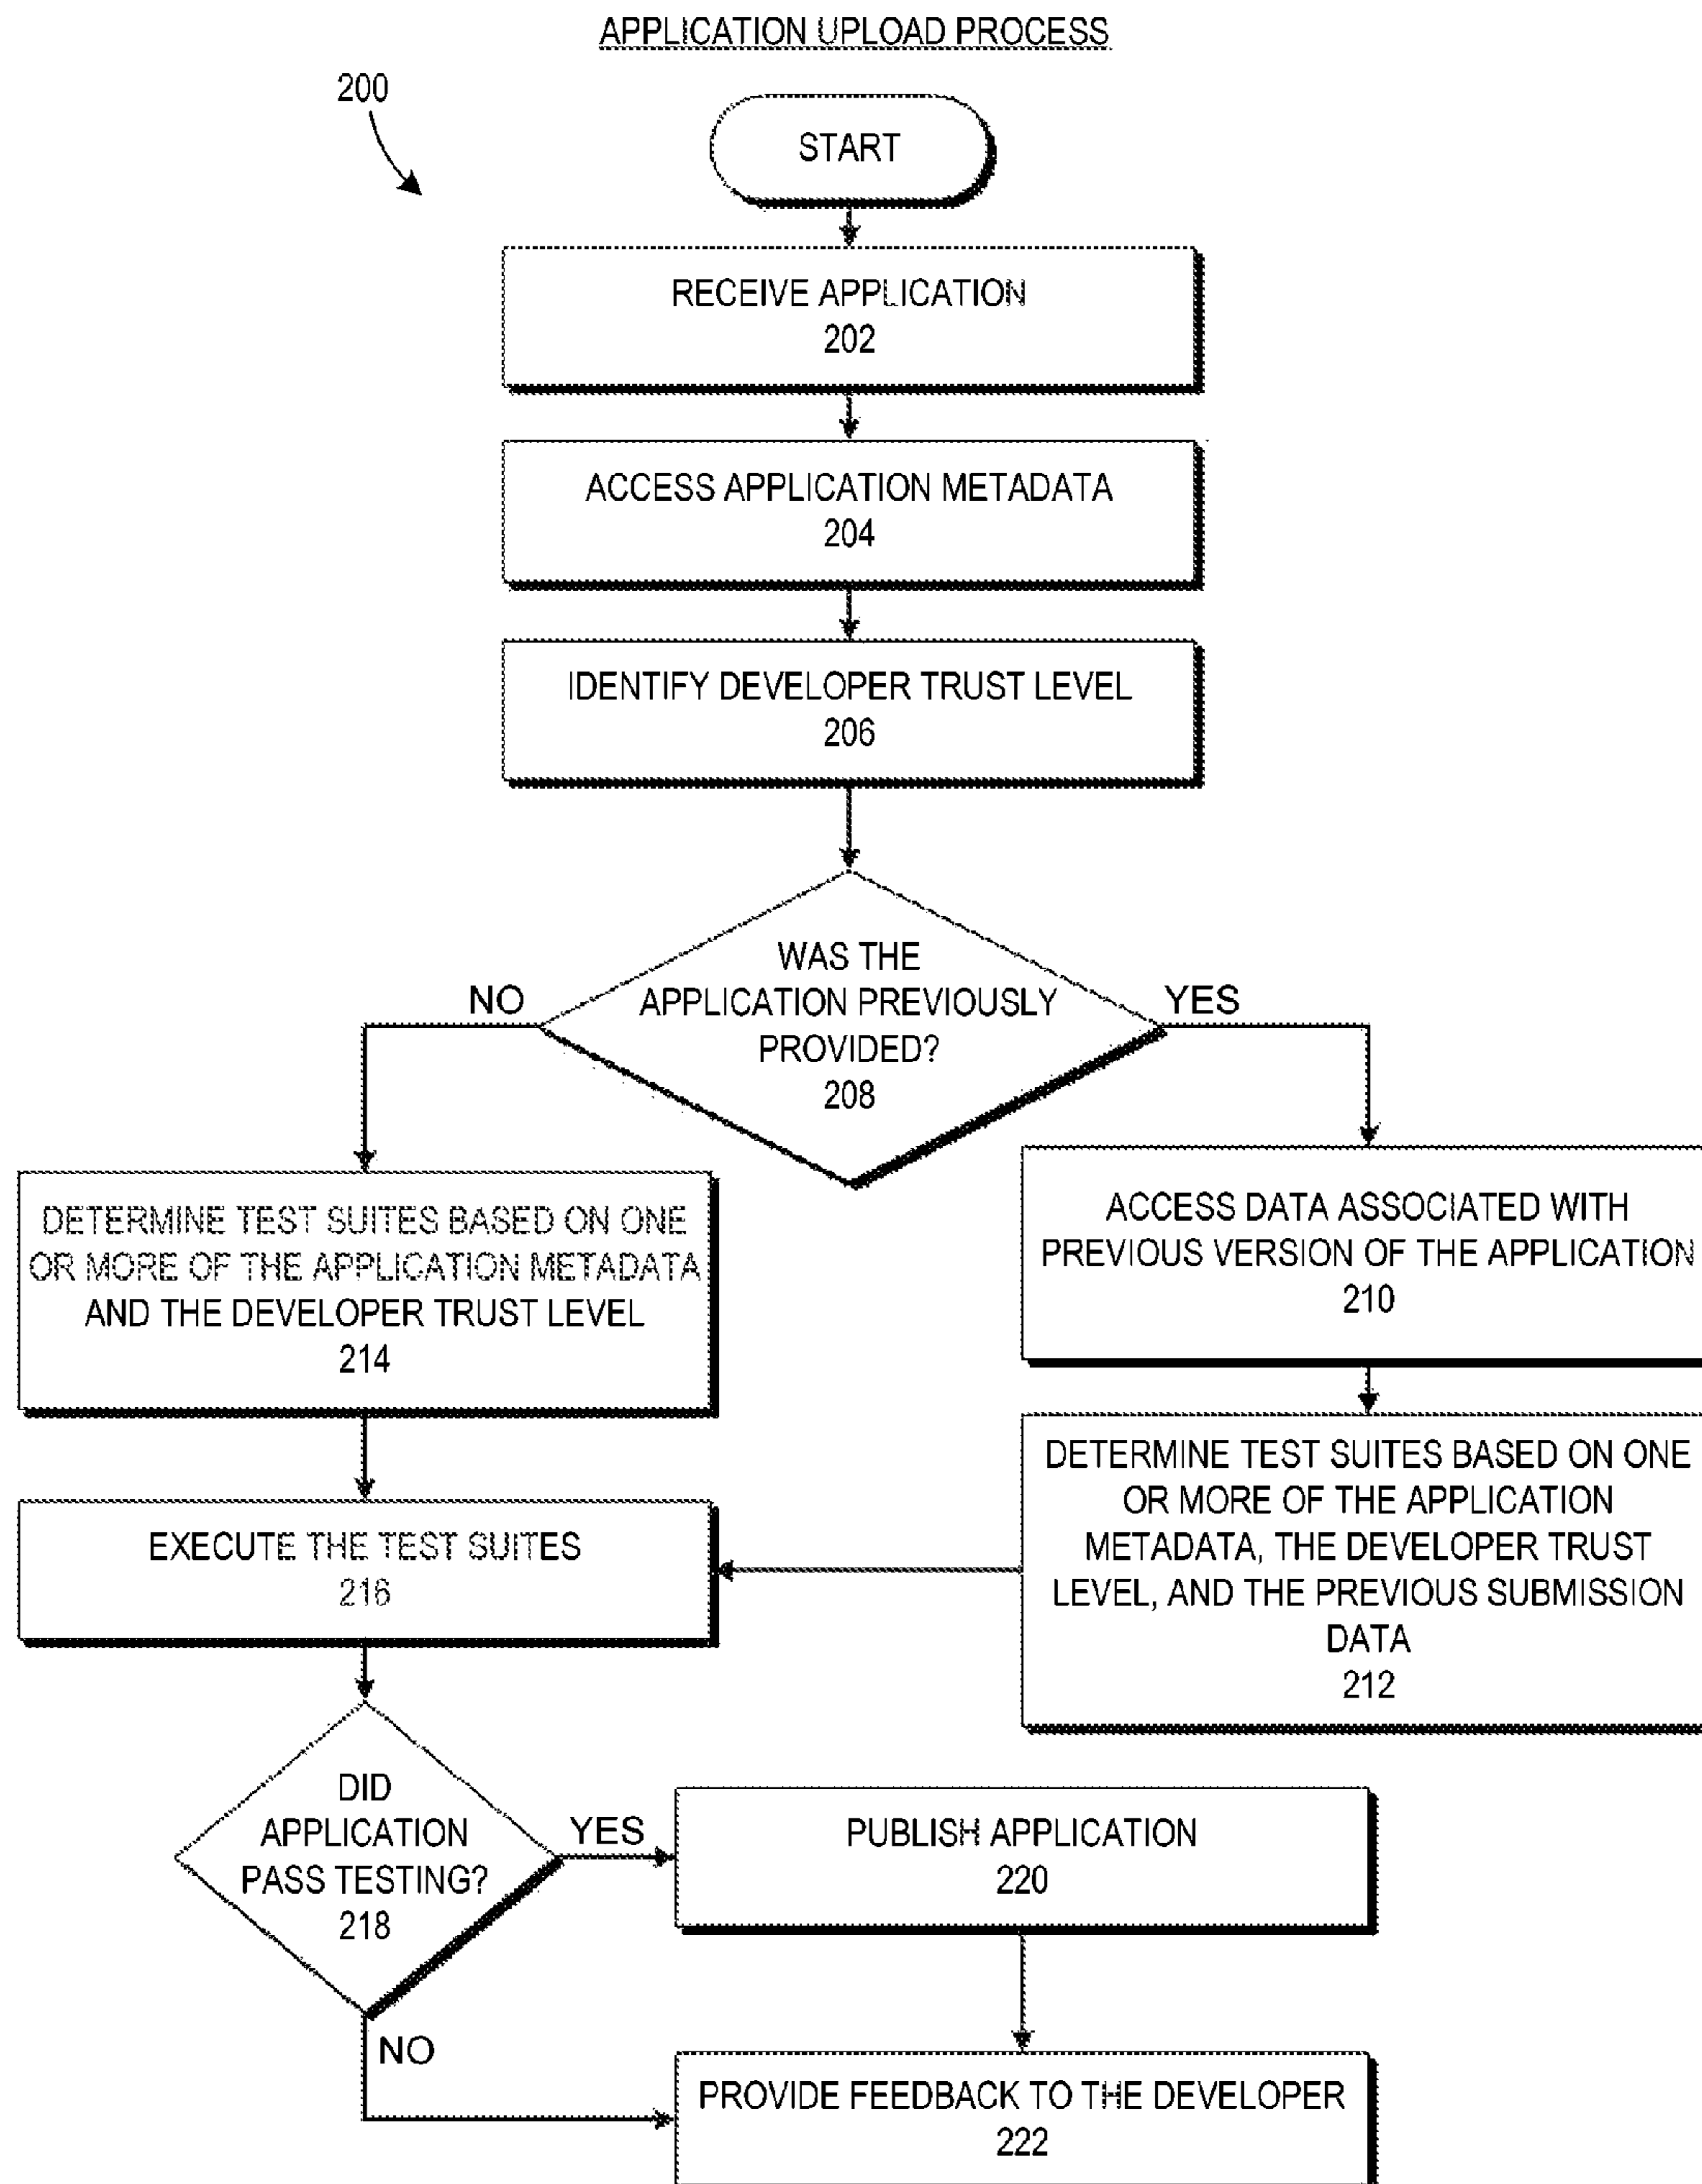 APPLICATION UPLOAD PROCESS
200
START
RECEIVE APPLICATION
202
ACCESS APPLICATION METADATA
204
IDENTIFY DEVELOPER TRUST LEVEL
206
WAS THE
APPLICATION PREVIOUSLY
PROVIDED?
208
NO
YES
DETERMINE TEST SUITES BASED ON ONE
OR MORE OF THE APPLICATION METADATA
AND THE DEVELOPER TRUST LEVEL
214
ACCESS DATA ASSOCIATED WITH
PREVIOUS VERSION OF THE APPLICATION
210
DETERMINE TEST SUITES BASED ON ONE
OR MORE OF THE APPLICATION
METADATA, THE DEVELOPER TRUST
LEVEL, AND THE PREVIOUS SUBMISSION
DATA
212
EXECUTE THE TEST SUITES
216
DID
APPLICATION
PASS TESTING?
218
YES
NO
PUBLISH APPLICATION
220
PROVIDE FEEDBACK TO THE DEVELOPER
222